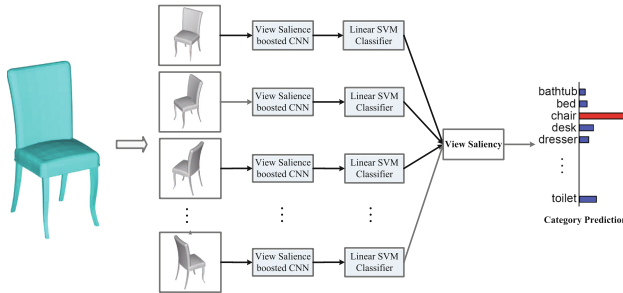 View Salience
boosted CNN
Linear SVM
Classifier
View Salience
boosted CNN
Linear SVM
Classifier
View Salience
boosted CNN
Linear SVM
Classifier
View Salience
boosted CNN
Linear SVM
Classifier
View Saliency
bathtub
bed
chair
desk
dresser
toilet
Category Prediction